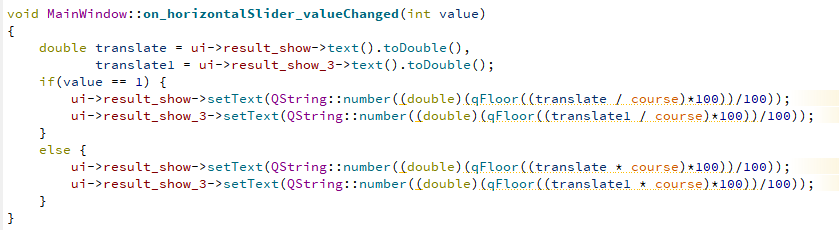 void MainWindow::on_horizontalSlider_valueChanged(int value)
{
    double translate = ui->result_show->text().toDouble(),
           translate1 = ui->result_show_3->text().toDouble();
    if(value == 1) {
        ui->result_show->setText(QString::number((double)(qFloor((translate / course)*100))/100));
        ui->result_show_3->setText(QString::number((double)(qFloor((translate1 / course)*100))/100));
    }
    else {
        ui->result_show->setText(QString::number((double)(qFloor((translate * course)*100))/100));
        ui->result_show_3->setText(QString::number((double)(qFloor((translate1 * course)*100))/100));
    }
}